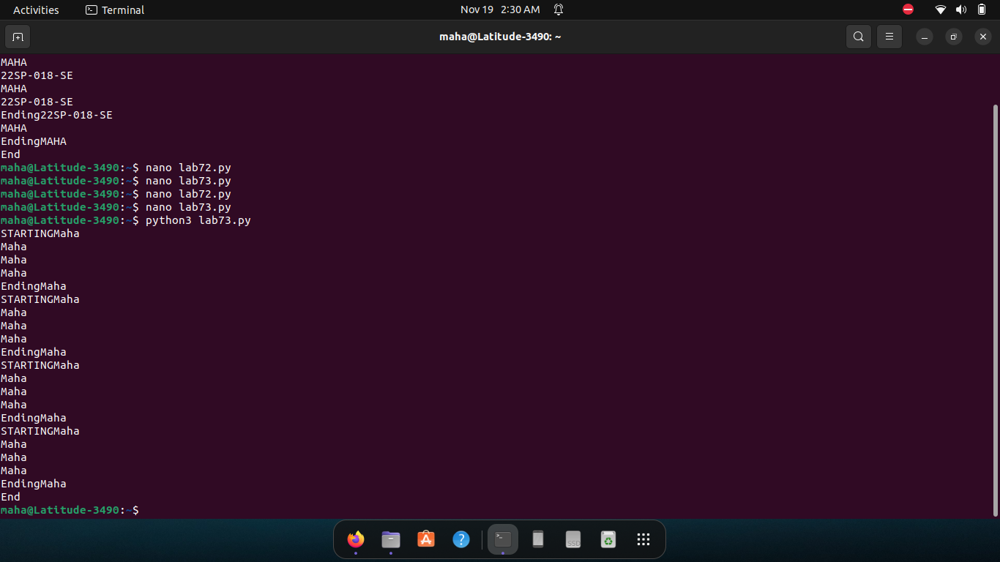 Activities Terminal Nov 19 2:30 AM
maha@Latitude-3490: ~
MAHA
22SP-018-SE
MAHA
22SP-018-SE
Ending22SP-018-SE
MAHA
EndingMAHA
End
maha@Latitude-3490:~$ nano lab72.py
maha@Latitude-3490:~$ nano lab73.py
maha@Latitude-3490:~$ nano lab72.py
maha@Latitude-3490:~$ nano lab73.py
maha@Latitude-3490:~$ python3 lab73.py
STARTINGMaha
Maha
Maha
Maha
EndingMaha
STARTINGMaha
Maha
Maha
Maha
EndingMaha
STARTINGMaha
Maha
Maha
Maha
EndingMaha
STARTINGMaha
Maha
Maha
Maha
EndingMaha
End
maha@Latitude-3490:~$
SSD